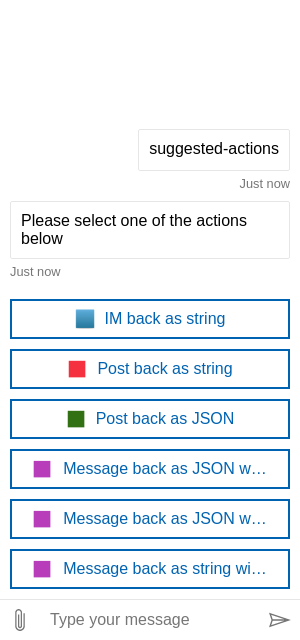 suggested-actions
Just now
Please select one of the actions
below
Just now
IM back as string
Post back as string
Post back as JSON
Message back as JSON w…
Message back as JSON w…
Message back as string wi…
Type your message